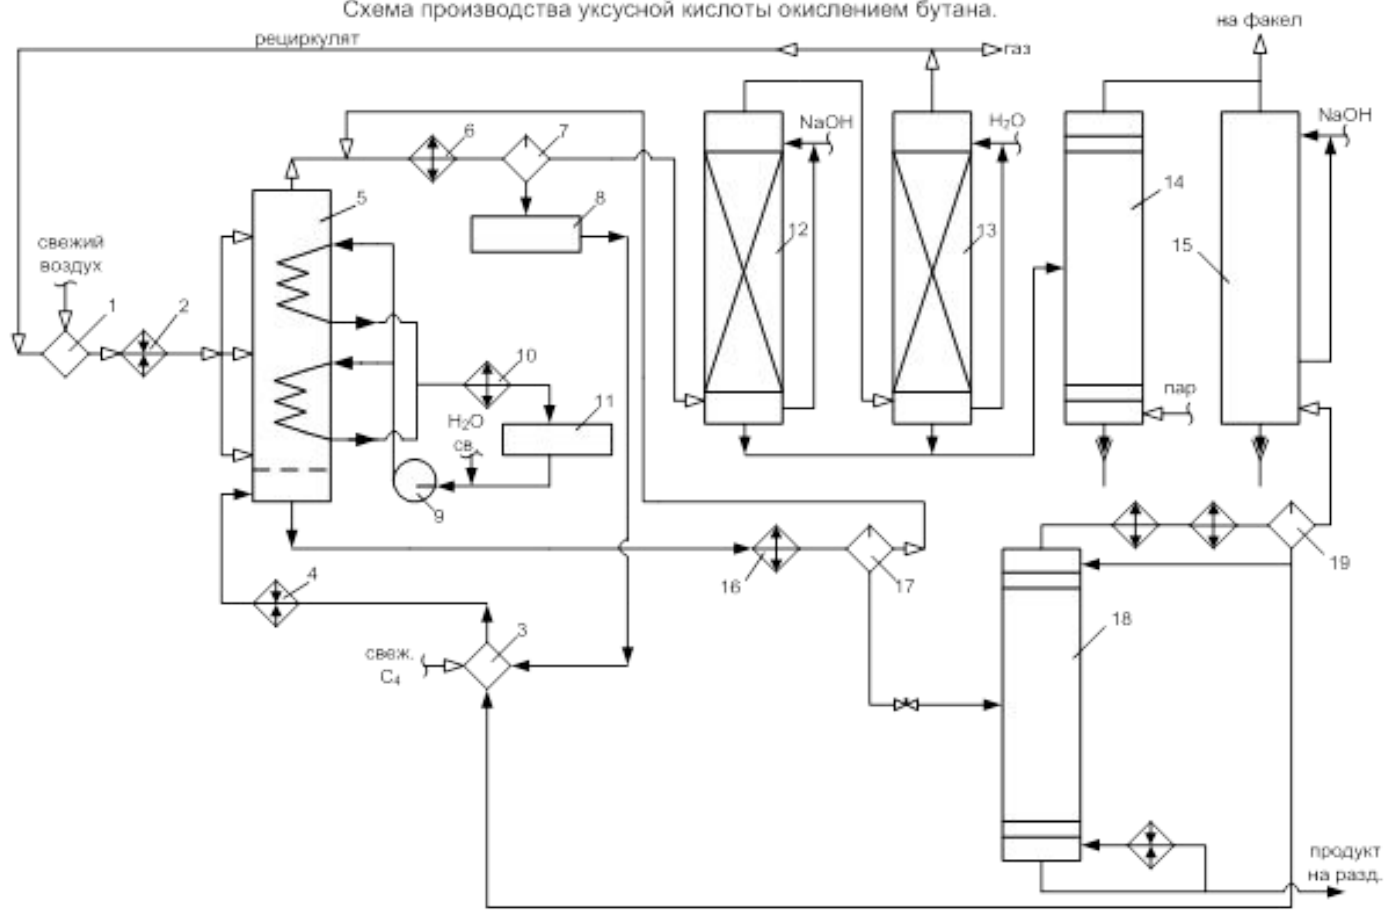 Схема производства уксусной кислоты окислением бутана.
на факел
рециркулят
газ
NaOH
H₂O
NaOH
6
7
14
5
8
12
13
15
свежий
воздух
1
2
10
пар
H₂O
св.
11
9
16
17
19
4
18
3
свеж.
C₄
продукт
на разд.